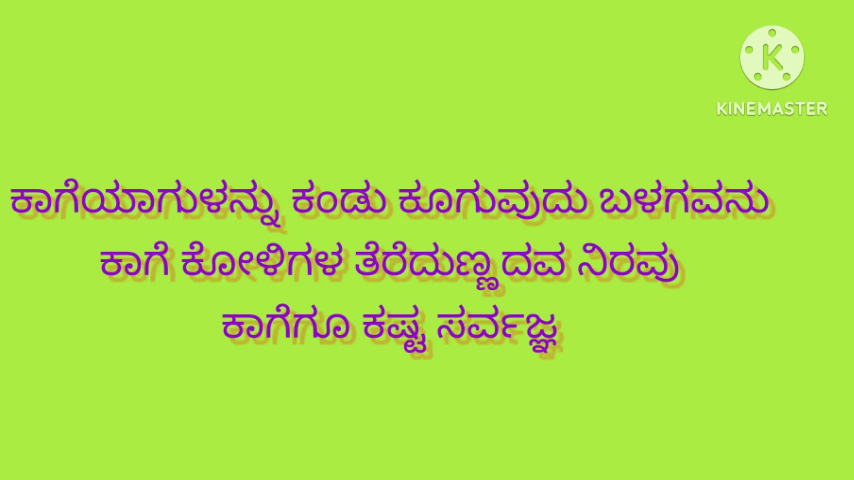 KINEMASTER
ಕಾಗೆಯಾಗುಳನ್ನು ಕಂಡು ಕೂಗುವುದು ಬಳಗವನು
ಕಾಗೆ ಕೋಳಿಗಳ ತೆರೆದುಣ್ಣದವ ನಿರವು
ಕಾಗೆಗೂ ಕಷ್ಟ ಸರ್ವಜ್ಞ